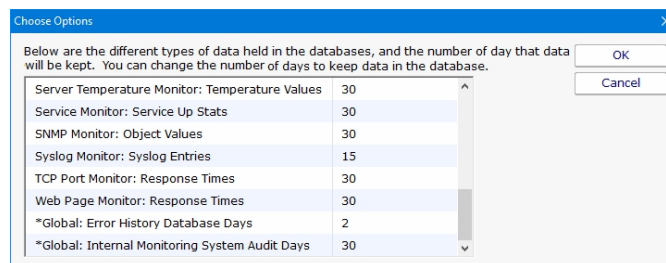 Choose Options
Below are the different types of data held in the databases, and the number of day that data
will be kept. You can change the number of days to keep data in the database.
OK
Cancel
Server Temperature Monitor: Temperature Values 30
Service Monitor: Service Up Stats 30
SNMP Monitor: Object Values 30
Syslog Monitor: Syslog Entries 15
TCP Port Monitor: Response Times 30
Web Page Monitor: Response Times 30
*Global: Error History Database Days 2
*Global: Internal Monitoring System Audit Days 30